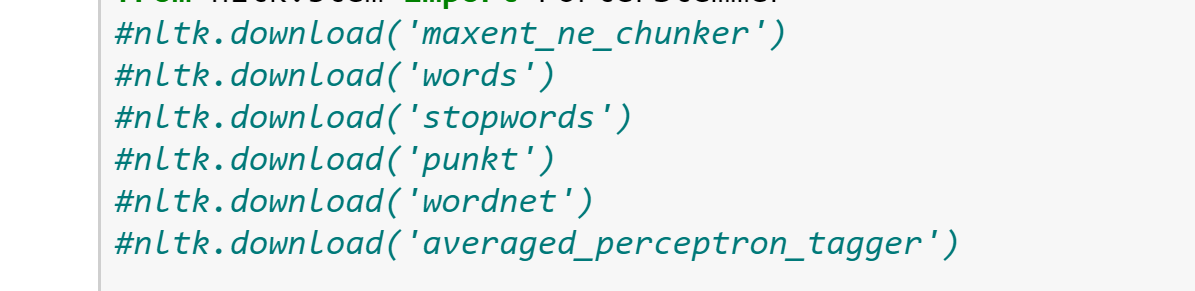 #nltk.download('maxent_ne_chunker')
#nltk.download('words')
#nltk.download('stopwords')
#nltk.download('punkt')
#nltk.download('wordnet')
#nltk.download('averaged_perceptron_tagger')